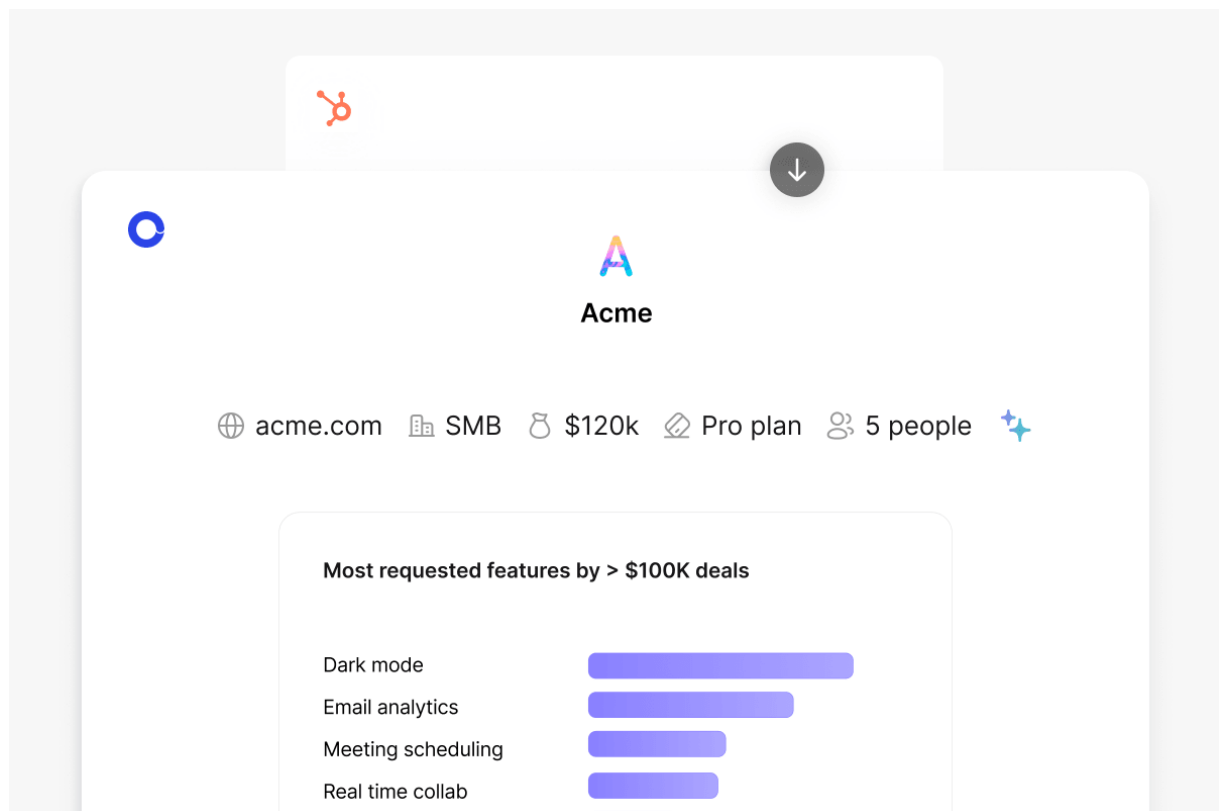 Acme
acme.com SMB $120k Pro plan 5 people
Most requested features by > $100K deals
Dark mode
Email analytics
Meeting scheduling
Real time collab